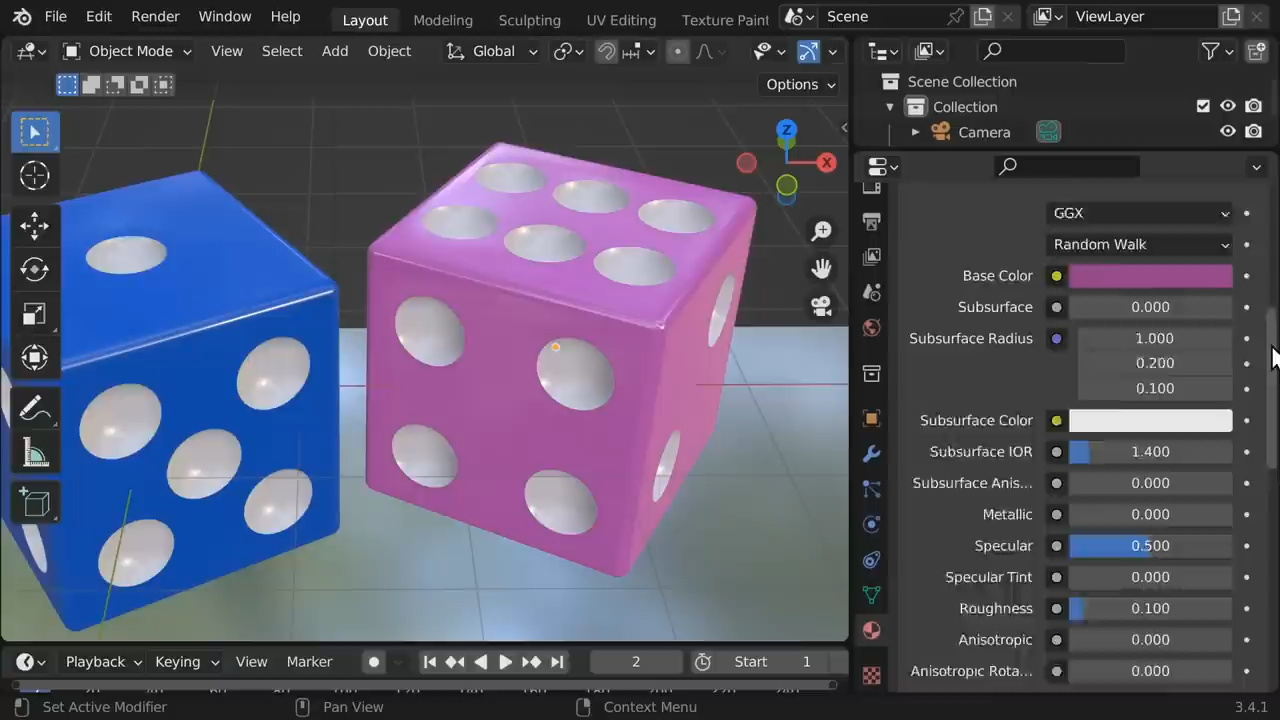 File Edit Render Window Help Layout Modeling Sculpting UV Editing Texture Paint Scene ViewLayer
Object Mode View Select Add Object Global
Options
Z
X
Scene Collection
Collection
Camera
GGX
Random Walk
Base Color
Subsurface 0.000
Subsurface Radius 1.000
0.200
0.100
Subsurface Color
Subsurface IOR 1.400
Subsurface Anis... 0.000
Metallic 0.000
Specular 0.500
Specular Tint 0.000
Roughness 0.100
Anisotropic 0.000
Anisotropic Rota... 0.000
Playback Keying View Marker 2 Start 1
Set Active Modifier Pan View Context Menu 3.4.1